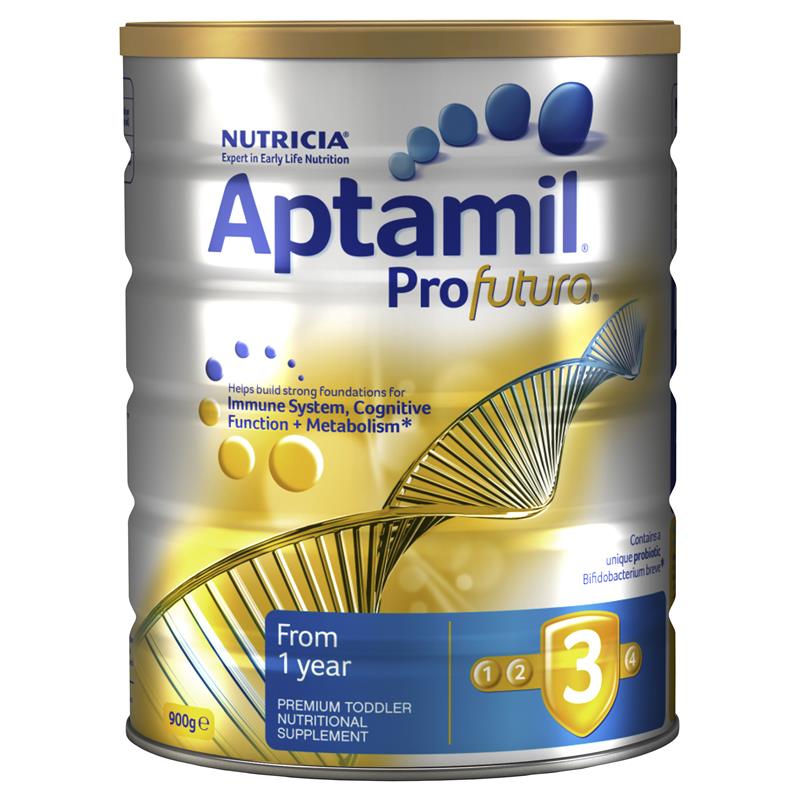 NUTRICIA®
Expert in Early Life Nutrition
Aptamil®
Profutura®
Helps build strong foundations for
Immune System, Cognitive
Function + Metabolism*
Contains a
unique probiotic
Bifidobacterium breve*
From
1 year
PREMIUM TODDLER
NUTRITIONAL
SUPPLEMENT
1 2 3 4
900g e